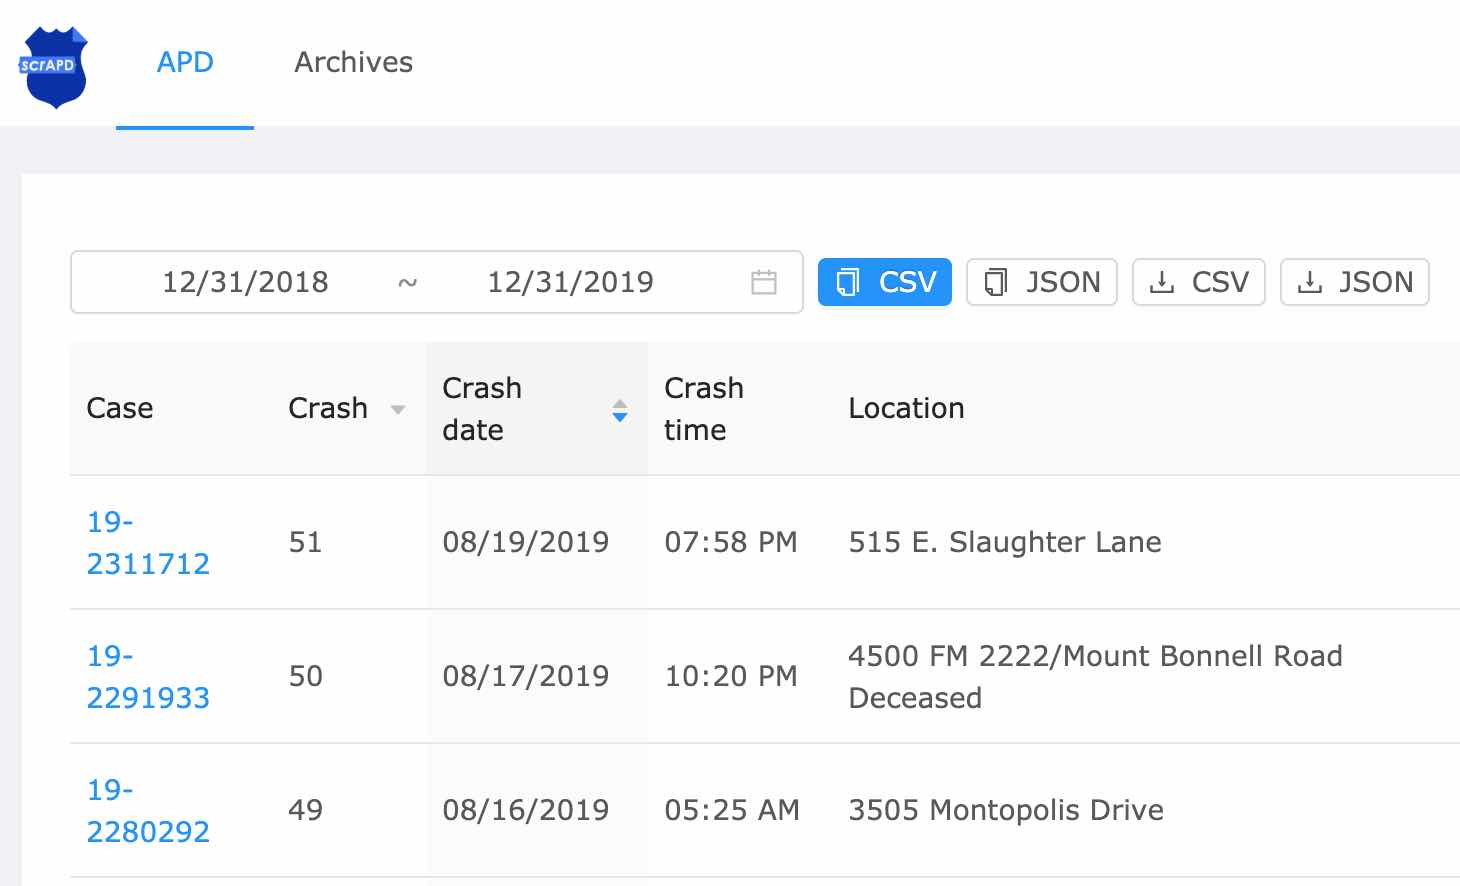 scrAPD
APD
Archives
12/31/2018 ~ 12/31/2019
CSV
JSON
CSV
JSON
Case
Crash
Crash
date
Crash
time
Location
19-
2311712
51
08/19/2019
07:58 PM
515 E. Slaughter Lane
19-
2291933
50
08/17/2019
10:20 PM
4500 FM 2222/Mount Bonnell Road
Deceased
19-
2280292
49
08/16/2019
05:25 AM
3505 Montopolis Drive